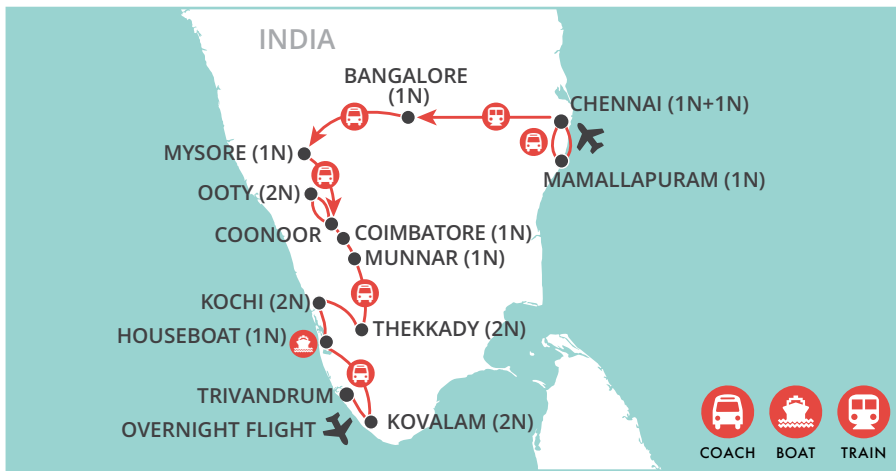 INDIA
BANGALORE
(1N)
CHENNAI (1N+1N)
MYSORE (1N)
MAMALLAPURAM (1N)
OOTY (2N)
COONOOR
COIMBATORE (1N)
MUNNAR (1N)
KOCHI (2N)
THEKKADY (2N)
HOUSEBOAT (1N)
TRIVANDRUM
KOVALAM (2N)
OVERNIGHT FLIGHT
COACH
BOAT
TRAIN